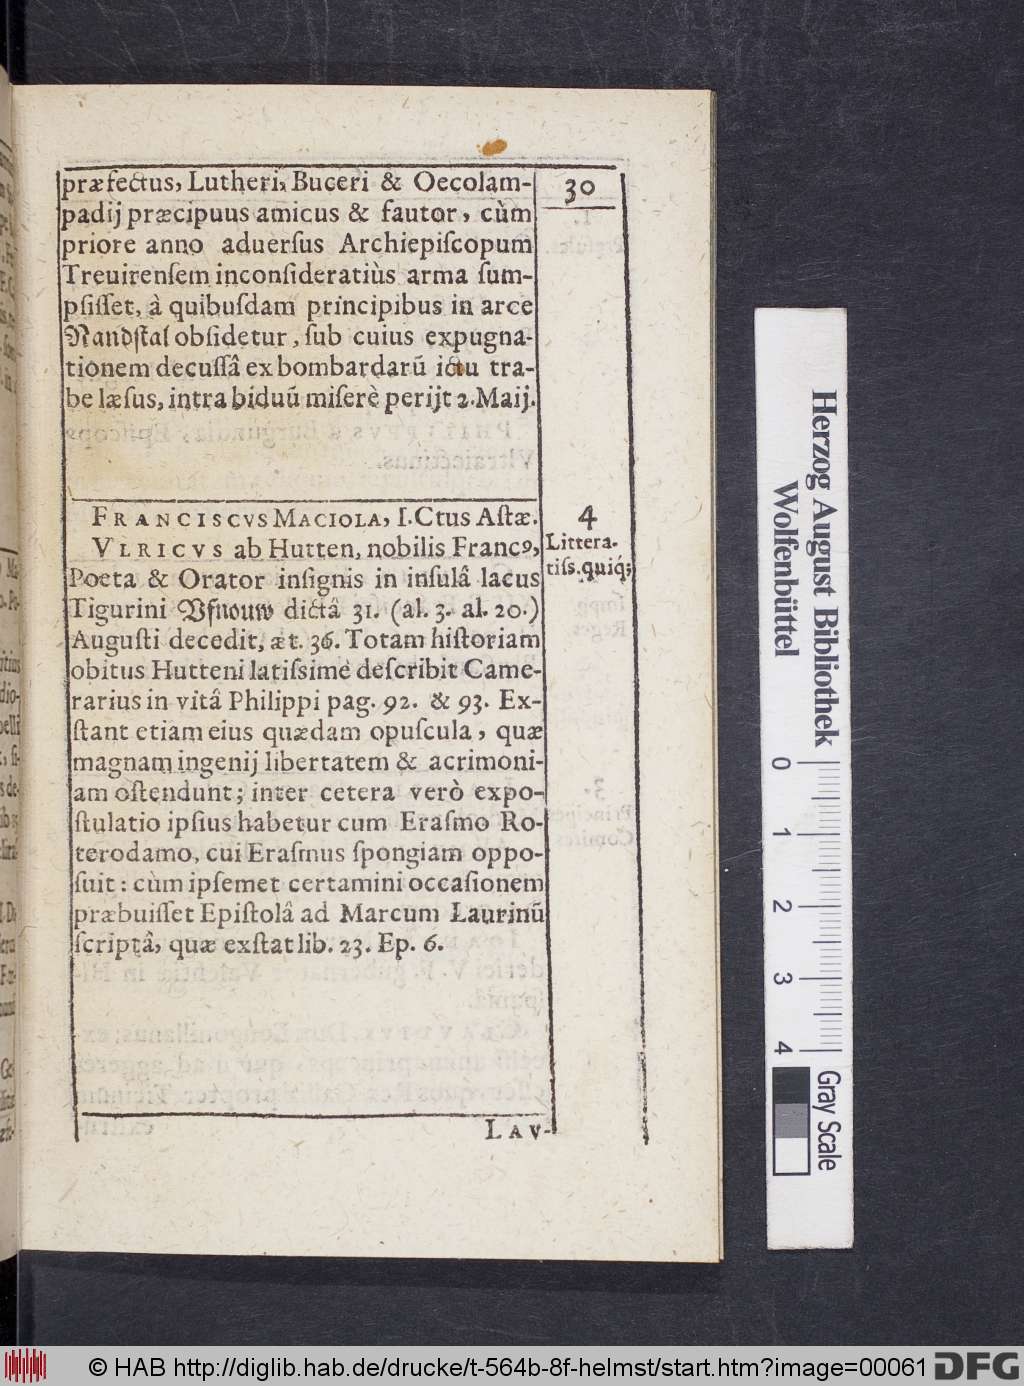 30
præfectus, Lutheri, Buceri & Oecolam-
padij præcipuus amicus & fautor, cùm
priore anno aduerſus Archiepiſcopum
Treuirenſem inconſideratiùs arma ſum-
pſiſſet, à quibuſdam principibus in arce
Nandſtal obſidetur, ſub cuius expugna-
tionem decuſſâ ex bombardarū ictu tra-
be læſus, intra biduū miſerè perijt 2. Maij.
FRANCISCVS MACIOLA, I.Ctus Aſtæ.
4
Littera-
tiſſ. quiq́;
VLRICVS ab Hutten, nobilis Francꝰ,
Poeta & Orator inſignis in inſulâ lacus
Tigurini Vfnouw dictâ 31. (al. 3. al. 20.)
Auguſti decedit, æt. 36. Totam hiſtoriam
obitus Hutteni latiſsimè deſcribit Came-
rarius in vitâ Philippi pag. 92. & 93. Ex-
ſtant etiam eius quædam opuſcula, quæ
magnam ingenij libertatem & acrimoni-
am oſtendunt; inter cetera verò expo-
ſtulatio ipſius habetur cum Eraſmo Ro-
terodamo, cui Eraſmus ſpongiam oppo-
ſuit: cùm ipſemet certamini occaſionem
præbuiſſet Epiſtolâ ad Marcum Laurinū
ſcriptâ, quæ exſtat lib. 23. Ep. 6.
LAV-
Herzog August Bibliothek
Wolfenbüttel
0 1 2 3 4
Gray Scale
© HAB http://diglib.hab.de/drucke/t-564b-8f-helmst/start.htm?image=00061
DFG